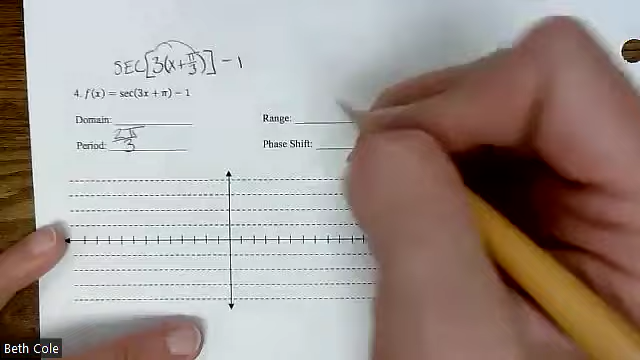 SEC[3(x+π/3)] -1
4. f(x) = sec(3x + π) − 1
Domain: Range:
2π/3
Period: Phase Shift:
Beth Cole